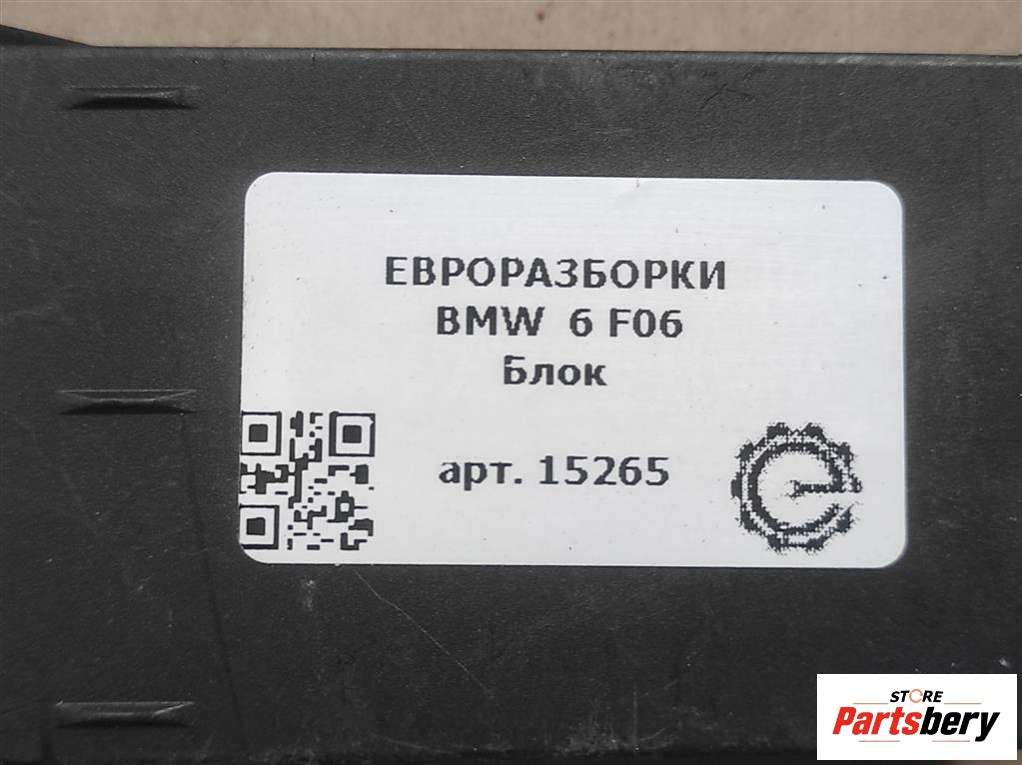 ЕВРОРАЗБОРКИ
BMW 6 F06
Блок
арт. 15265
STORE
Partsbery